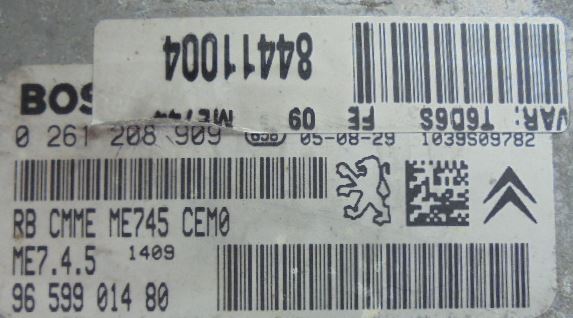 84411004
VAR: T6D6S FE 09 ME744
BOS
0 261 208 909 05-08-29 1039S09782
RB CMME ME745 CEM0
ME7.4.5 1409
96 599 014 80